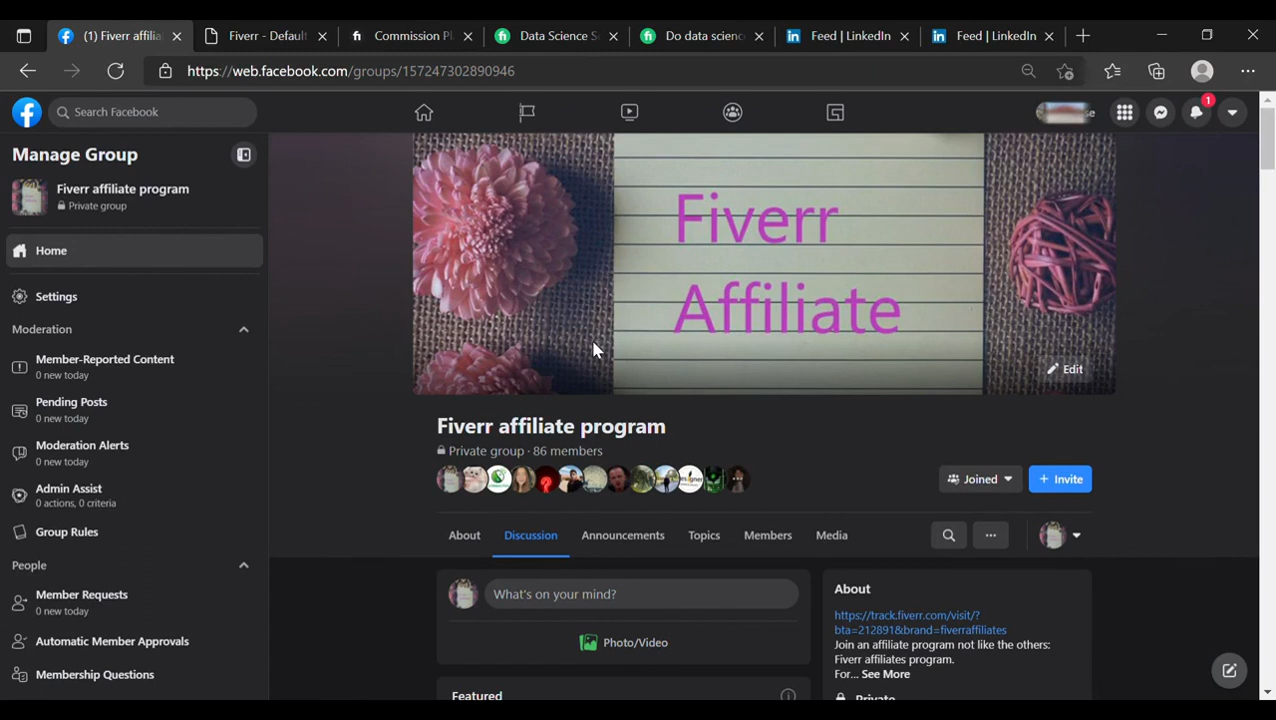 (1) Fiverr affilia
Fiverr - Default
Commission Pl
Data Science S
Do data scienc
Feed | LinkedIn
Feed | LinkedIn
https://web.facebook.com/groups/157247302890946
Search Facebook
1
Manage Group
Fiverr affiliate program
Private group
Home
Settings
Moderation
Member-Reported Content
0 new today
Pending Posts
0 new today
Moderation Alerts
0 new today
Admin Assist
0 actions, 0 criteria
Group Rules
People
Member Requests
0 new today
Automatic Member Approvals
Membership Questions
Fiverr
Affiliate
Edit
Fiverr affiliate program
Private group · 86 members
Joined
+ Invite
About
Discussion
Announcements
Topics
Members
Media
What's on your mind?
Photo/Video
Featured
About
https://track.fiverr.com/visit/?
bta=212891&brand=fiverraffiliates
Join an affiliate program not like the others:
Fiverr affiliates program.
For... See More
Private